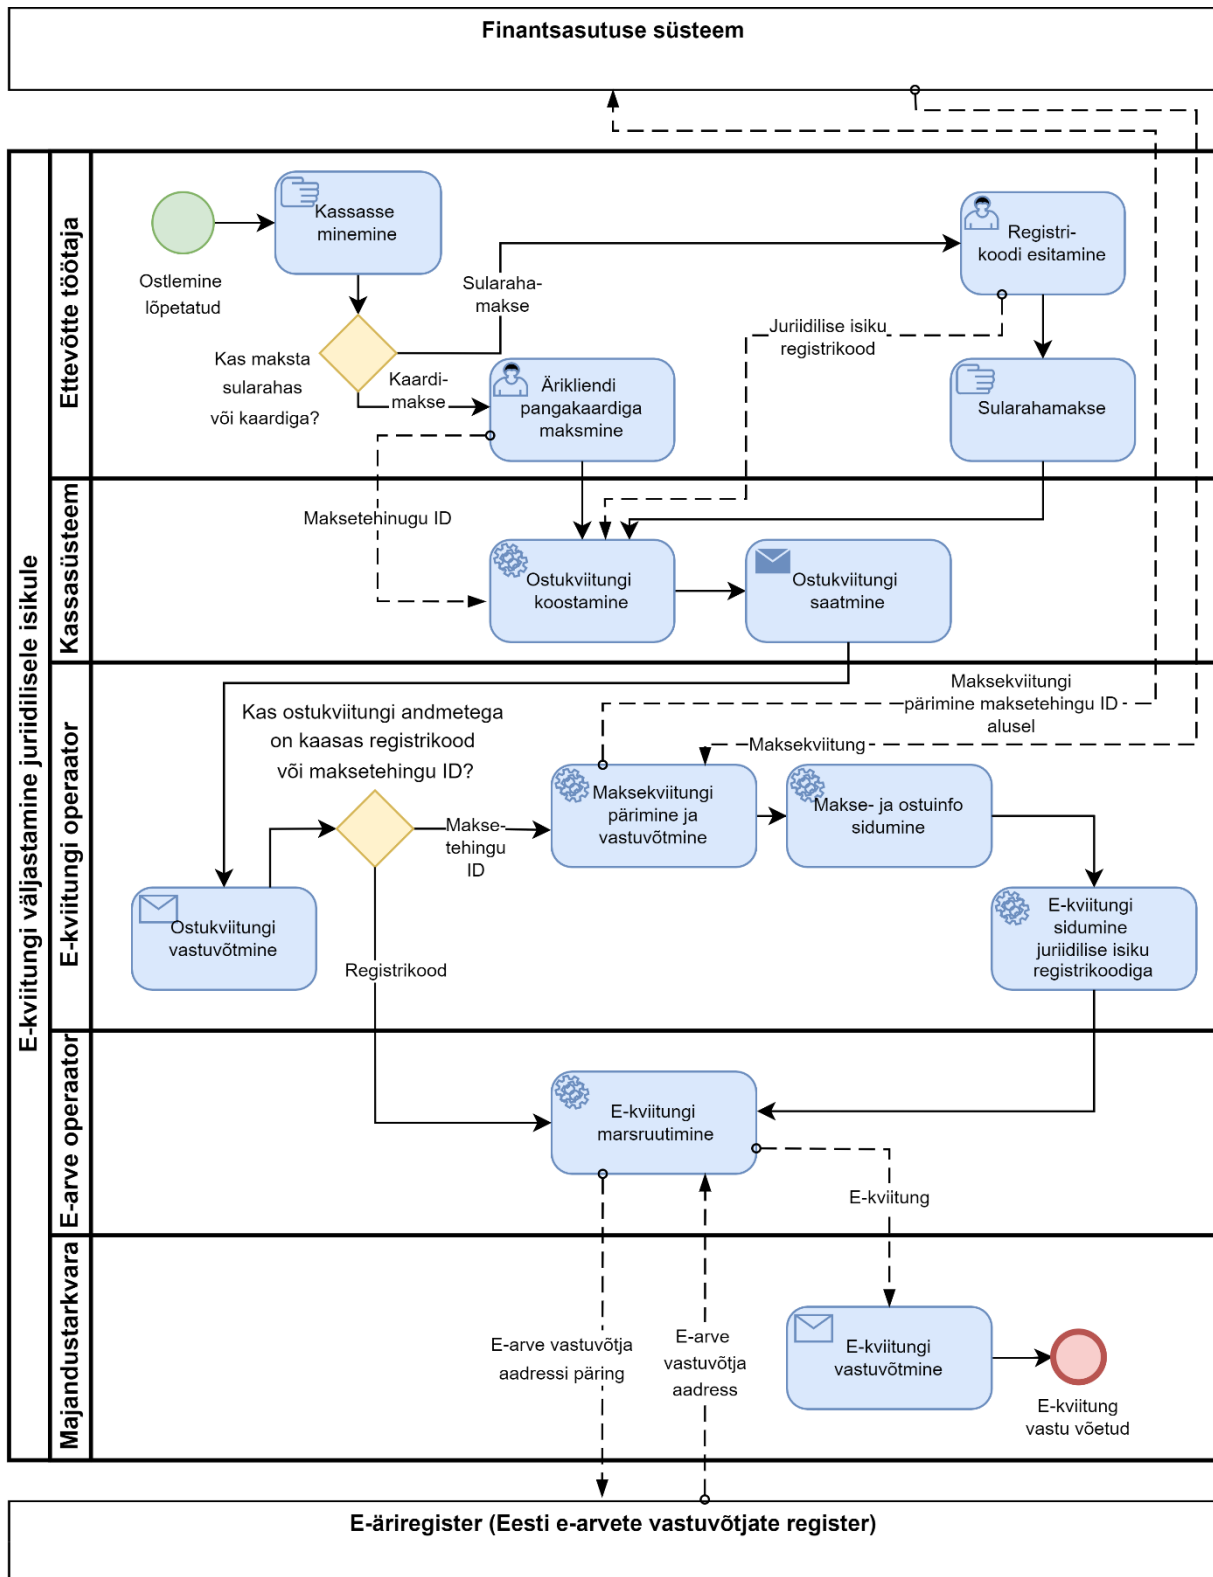 Finantsasutuse süsteem
E-kviitungi väljastamine juriidilisele isikule
Ettevõtte töötaja
Kassasse
minemine
Ostlemine
lõpetatud
Sularaha-
makse
Registri-
koodi esitamine
Kas maksta
sularahas
või kaardiga?
Kaardi-
makse
Juriidilise isiku
registrikood
Ärikliendi
pangakaardiga
maksmine
Sularahamakse
Kassasüsteem
Maksetehinugu ID
Ostukviitungi
koostamine
Ostukviitungi
saatmine
E-kviitungi operaator
Kas ostukviitungi andmetega
on kaasas registrikood
või maksetehingu ID?
Maksekviitungi
pärimine maksetehingu ID
alusel
Maksekviitung
Makse-
tehingu
ID
Maksekviitungi
pärimine ja
vastuvõtmine
Makse- ja ostuinfo
sidumine
Ostukviitungi
vastuvõtmine
E-kviitungi
sidumine
juriidilise isiku
registrikoodiga
Registrikood
E-arve operaator
E-kviitungi
marsruutimine
E-kviitung
Majandustarkvara
E-arve vastuvõtja
aadressi päring
E-arve
vastuvõtja
aadress
E-kviitungi
vastuvõtmine
E-kviitung
vastu võetud
E-äriregister (Eesti e-arvete vastuvõtjate register)